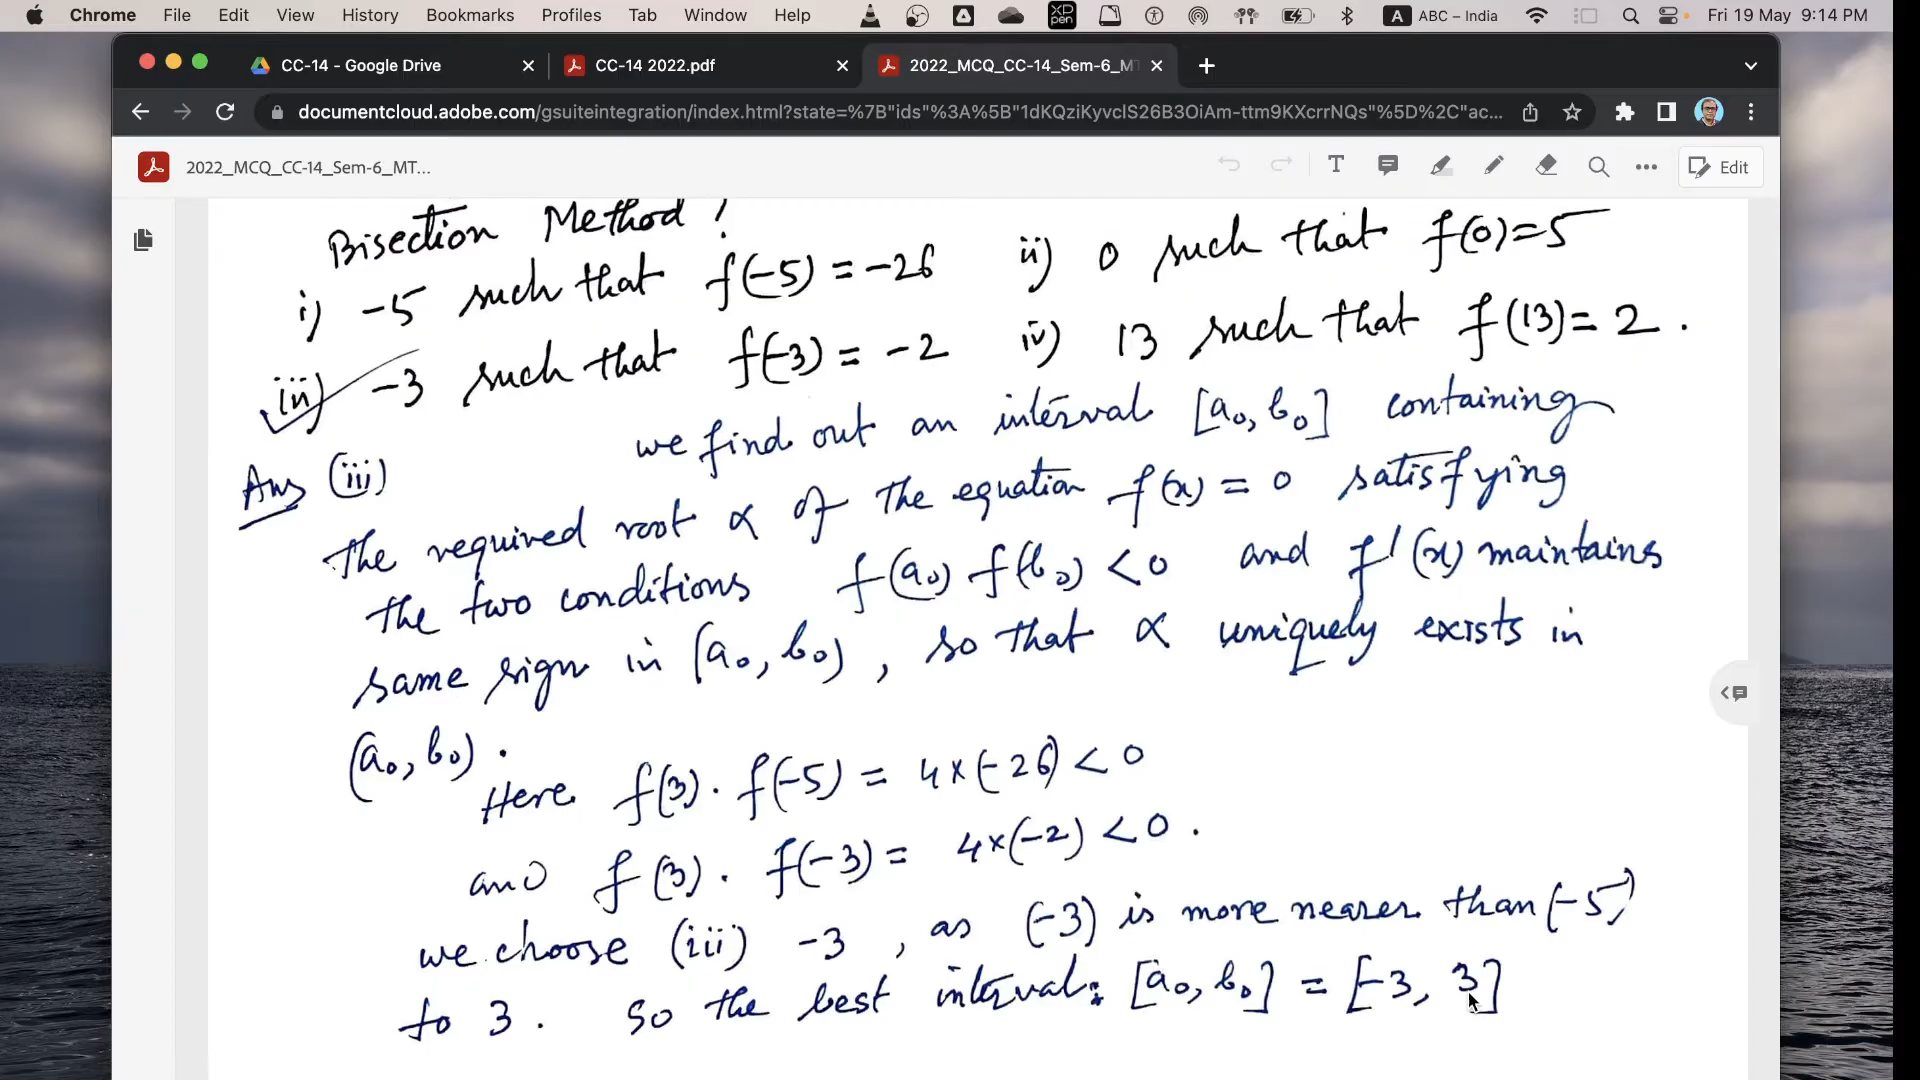 Chrome File Edit View History Bookmarks Profiles Tab Window Help A ABC – India Fri 19 May 9:14 PM
CC-14 - Google Drive CC-14 2022.pdf 2022_MCQ_CC-14_Sem-6_MT
documentcloud.adobe.com/gsuiteintegration/index.html?state=%7B"ids"%3A%5B"1dKQziKyvclS26B3OiAm-ttm9KXcrrNQs"%5D%2C"ac...
2022_MCQ_CC-14_Sem-6_MT... T Edit
Bisection Method?
i) -5 such that f(-5) = -26 ii) 0 such that f(0)=5
iii) -3 such that f(-3) = -2 iv) 13 such that f(13)= 2 .
Ans (iii) we find out an interval [a₀, b₀] containing
the required root α of the equation f(x) = 0 satisfying
the two conditions f(a₀) f(b₀) <0 and f'(x) maintains
same sign in (a₀, b₀) , so that α uniquely exists in
(a₀, b₀) .
Here f(3). f(-5) = 4x(-26) < 0
and f(3). f(-3) = 4x(-2) <0 .
we choose (iii) -3 , as (-3) is more nearer than (-5)
to 3 . So the best interval: [a₀, b₀] = [-3, 3]